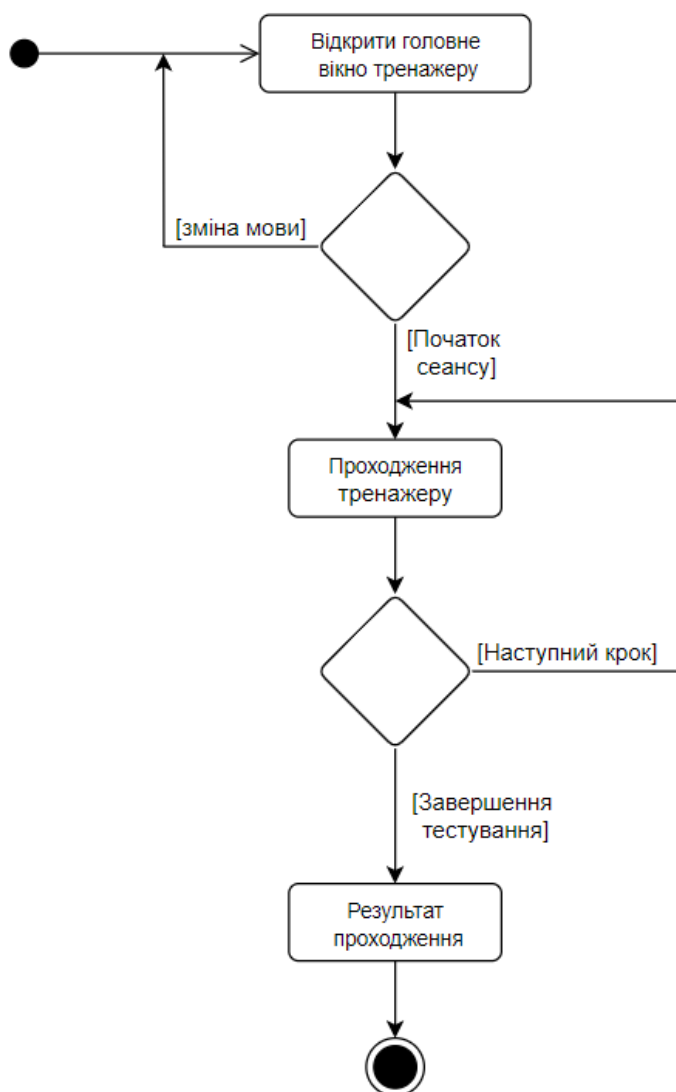 Відкрити головне
вікно тренажеру
[зміна мови]
[Початок
сеансу]
Проходження
тренажеру
[Наступний крок]
[Завершення
тестування]
Результат
проходження